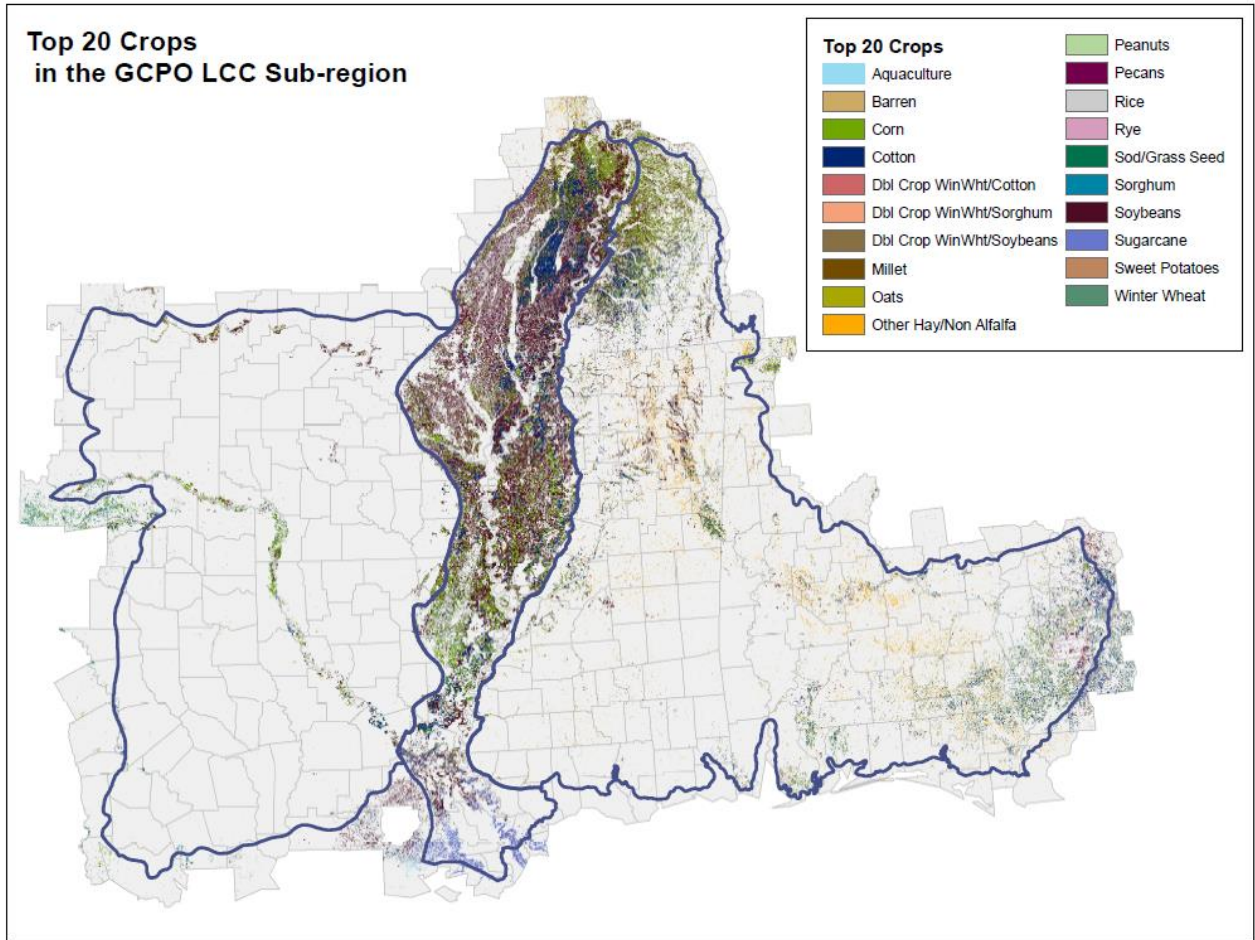 Top 20 Crops
in the GCPO LCC Sub-region
Top 20 Crops
Aquaculture
Barren
Corn
Cotton
Dbl Crop WinWht/Cotton
Dbl Crop WinWht/Sorghum
Dbl Crop WinWht/Soybeans
Millet
Oats
Other Hay/Non Alfalfa
Peanuts
Pecans
Rice
Rye
Sod/Grass Seed
Sorghum
Soybeans
Sugarcane
Sweet Potatoes
Winter Wheat